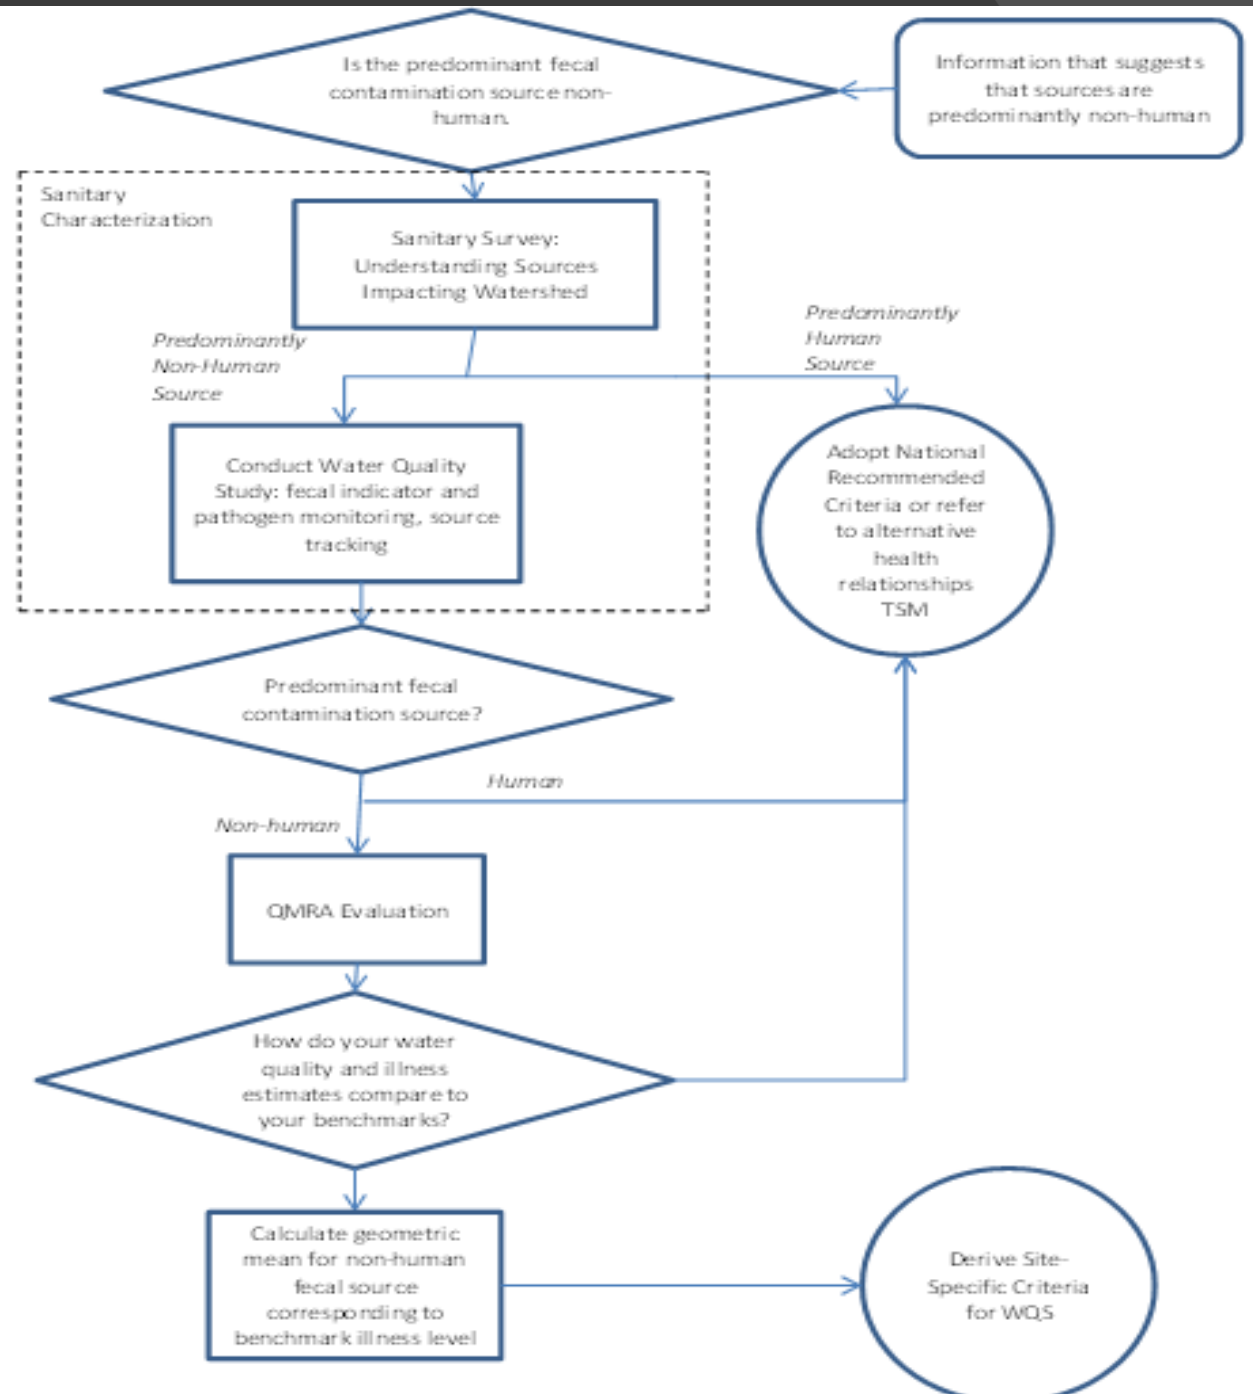 Is the predominant fecal
contamination source non-
human.
Information that suggests
that sources are
predominantly non-human
Sanitary
Characterization
Sanitary Survey:
Understanding Sources
Impacting Watershed
Predominantly
Non-Human
Source
Predominantly
Human
Source
Conduct Water Quality
Study: fecal indicator and
pathogen monitoring, source
tracking
Adopt National
Recommended
Criteria or refer
to alternative
health
relationships
TSM
Predominant fecal
contamination source?
Human
Non-human
QMRA Evaluation
How do your water
quality and illness
estimates compare to
your benchmarks?
Calculate geometric
mean for non-human
fecal source
corresponding to
benchmark illness level
Derive Site-
Specific Criteria
for WQS